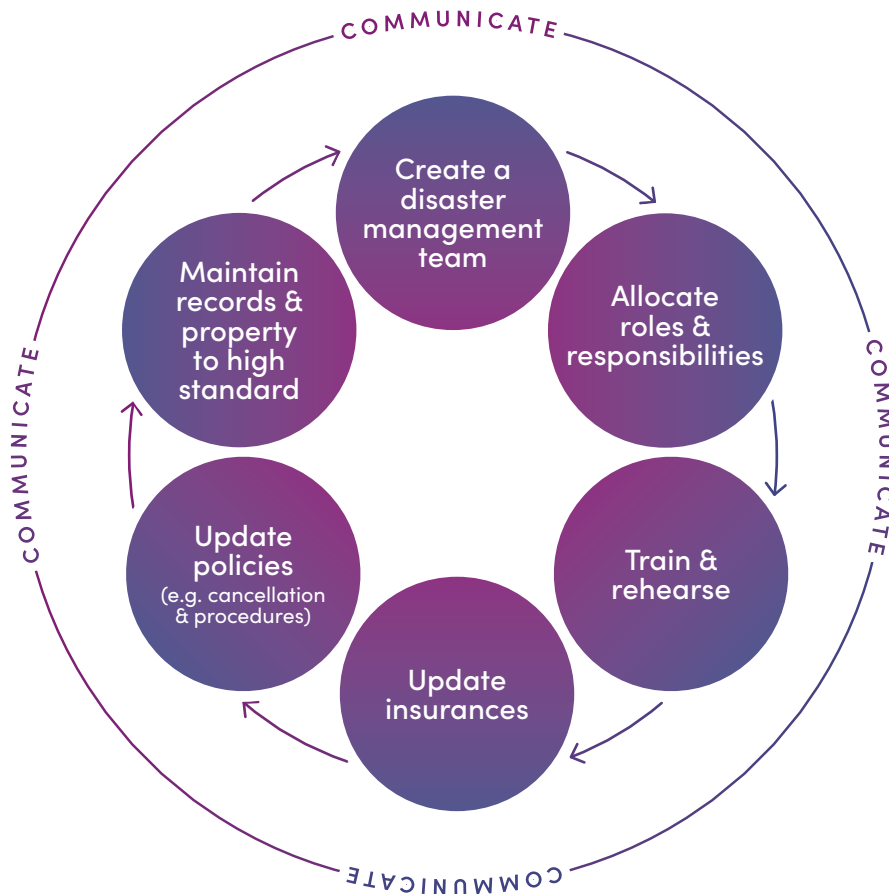 COMMUNICATE
Create a
disaster
management
team
Allocate
roles &
responsibilities
COMMUNICATE
Train &
rehearse
Update
insurances
COMMUNICATE
Update
policies
(e.g. cancellation
& procedures)
Maintain
records &
property
to high
standard
COMMUNICATE